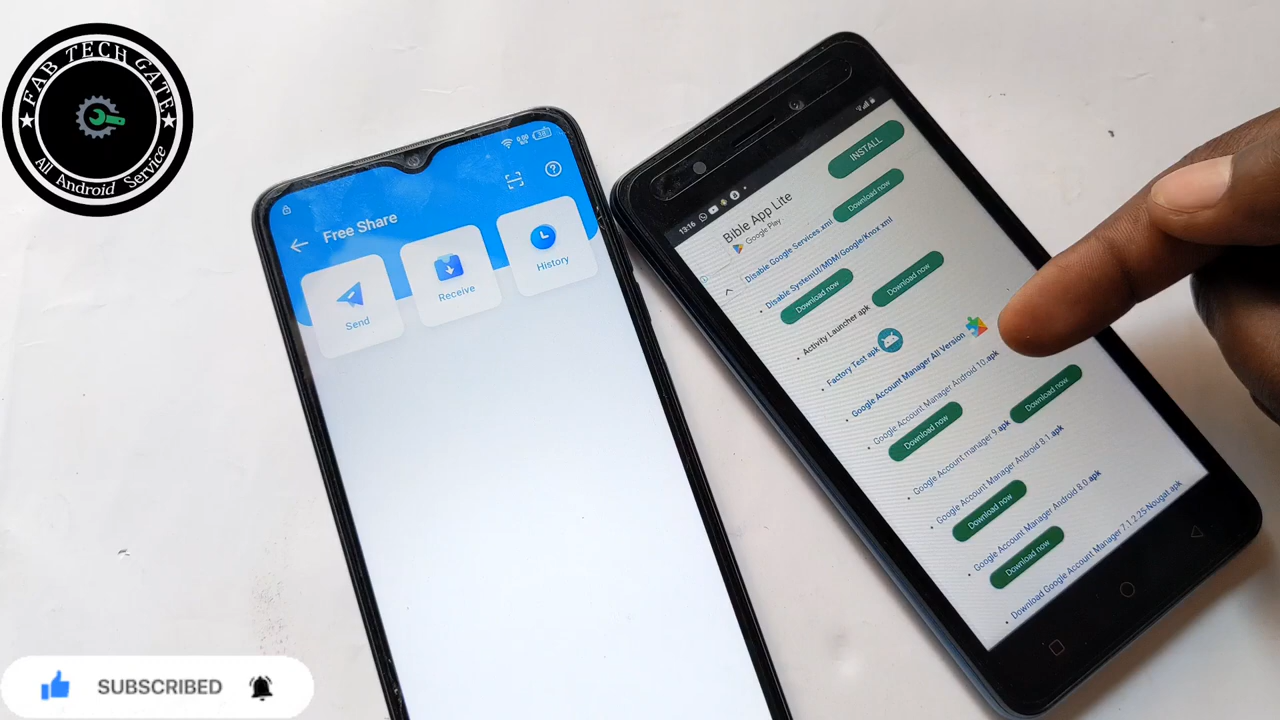 FAB TECH GATE
All Android Service
SUBSCRIBED
38
Free Share
Send
Receive
History
13:16
INSTALL
Bible App Lite
Google Play
Download now
Disable Google Services.xml
Disable SystemUI/MDM/Google/Knox.xml
Download now
Download now
Activity Launcher apk
Factory Test apk
Google Account Manager All Version
Google Account Manager Android 10.apk
Download now
Download now
Google Account manager 9 apk
Google Account Manager Android 8.1.apk
Download now
Google Account Manager Android 8.0.apk
Download now
Download Google Account Manager 7.1.2.25-Nougat.apk